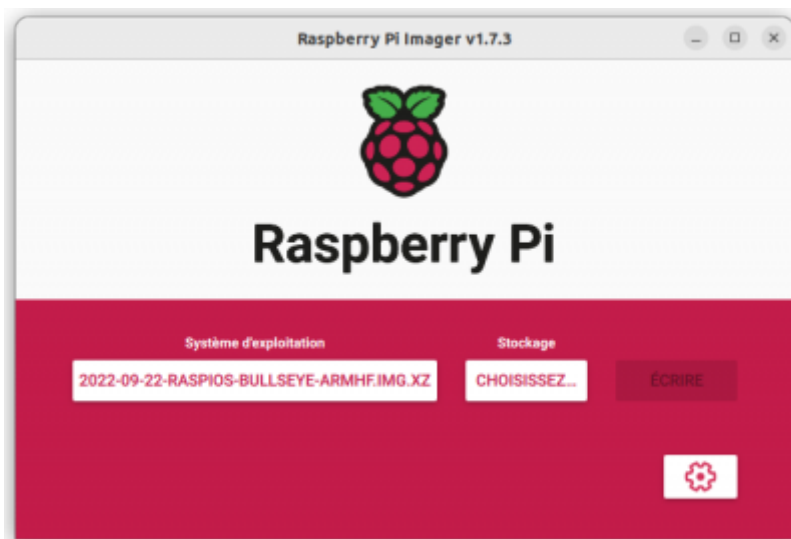 Raspberry Pi Imager v1.7.3
Raspberry Pi
Système d'exploitation Stockage
2022-09-22-RASPIOS-BULLSEYE-ARMHF.IMG.XZ CHOISISSEZ... ÉCRIRE